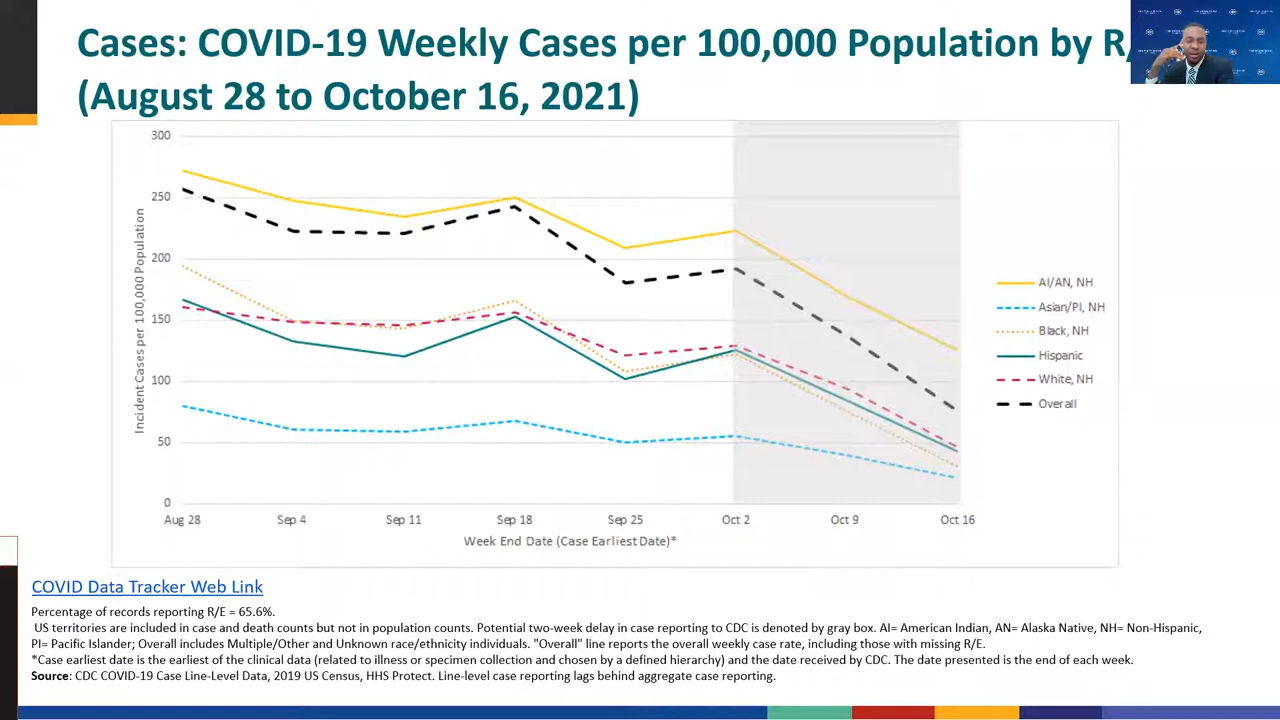 Cases: COVID-19 Weekly Cases per 100,000 Population by R/
(August 28 to October 16, 2021)
300
250
200
150
100
50
0
Incident Cases per 100,000 Population
Aug 28 Sep 4 Sep 11 Sep 18 Sep 25 Oct 2 Oct 9 Oct 16
Week End Date (Case Earliest Date)*
AI/AN, NH
Asian/PI, NH
Black, NH
Hispanic
White, NH
Overall
COVID Data Tracker Web Link
Percentage of records reporting R/E = 65.6%.
US territories are included in case and death counts but not in population counts. Potential two-week delay in case reporting to CDC is denoted by gray box. AI= American Indian, AN= Alaska Native, NH= Non-Hispanic,
PI= Pacific Islander; Overall includes Multiple/Other and Unknown race/ethnicity individuals. "Overall" line reports the overall weekly case rate, including those with missing R/E.
*Case earliest date is the earliest of the clinical data (related to illness or specimen collection and chosen by a defined hierarchy) and the date received by CDC. The date presented is the end of each week.
Source: CDC COVID-19 Case Line-Level Data, 2019 US Census, HHS Protect. Line-level case reporting lags behind aggregate case reporting.